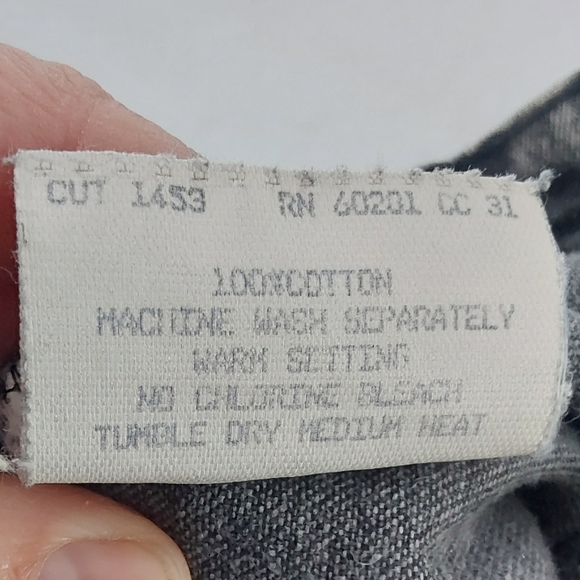 CUT 1453 RN 60201 CC 31
100%COTTON
MACHINE WASH SEPARATELY
WARM SETTING
NO CHLORINE BLEACH
TUMBLE DRY MEDIUM HEAT